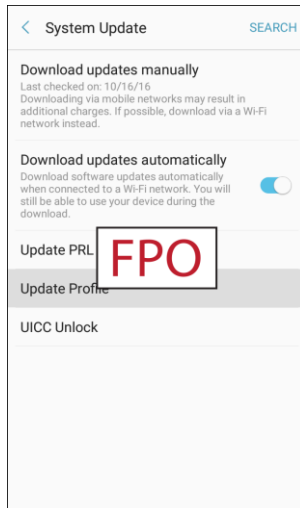 System Update
SEARCH
Download updates manually
Last checked on: 10/16/16
Downloading via mobile networks may result in
additional charges. If possible, download via a Wi-Fi
network instead.
Download updates automatically
Download software updates automatically
when connected to a Wi-Fi network. You will
still be able to use your device during the
download.
Update PRL
FPO
Update Profile
UICC Unlock